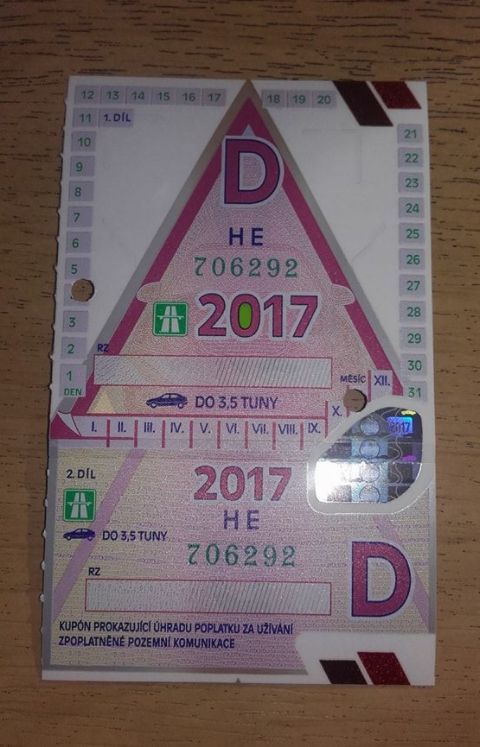 12 13 14 15 16 17 18 19 20
11 1. DÍL 21
10 22
9 23
8 24
7 25
6 26
5 27
28
3 29
2 30
1 31
DEN
D
HE
706292
2017
RZ
MĚSÍC XII.
DO 3,5 TUNY
I. II. III. IV. V. VI. VII. VIII. IX. X.
2017
2. DÍL
2017
HE
DO 3,5 TUNY
706292
D
RZ
KUPÓN PROKAZUJÍCÍ ÚHRADU POPLATKU ZA UŽÍVÁNÍ
ZPOPLATNĚNÉ POZEMNÍ KOMUNIKACE